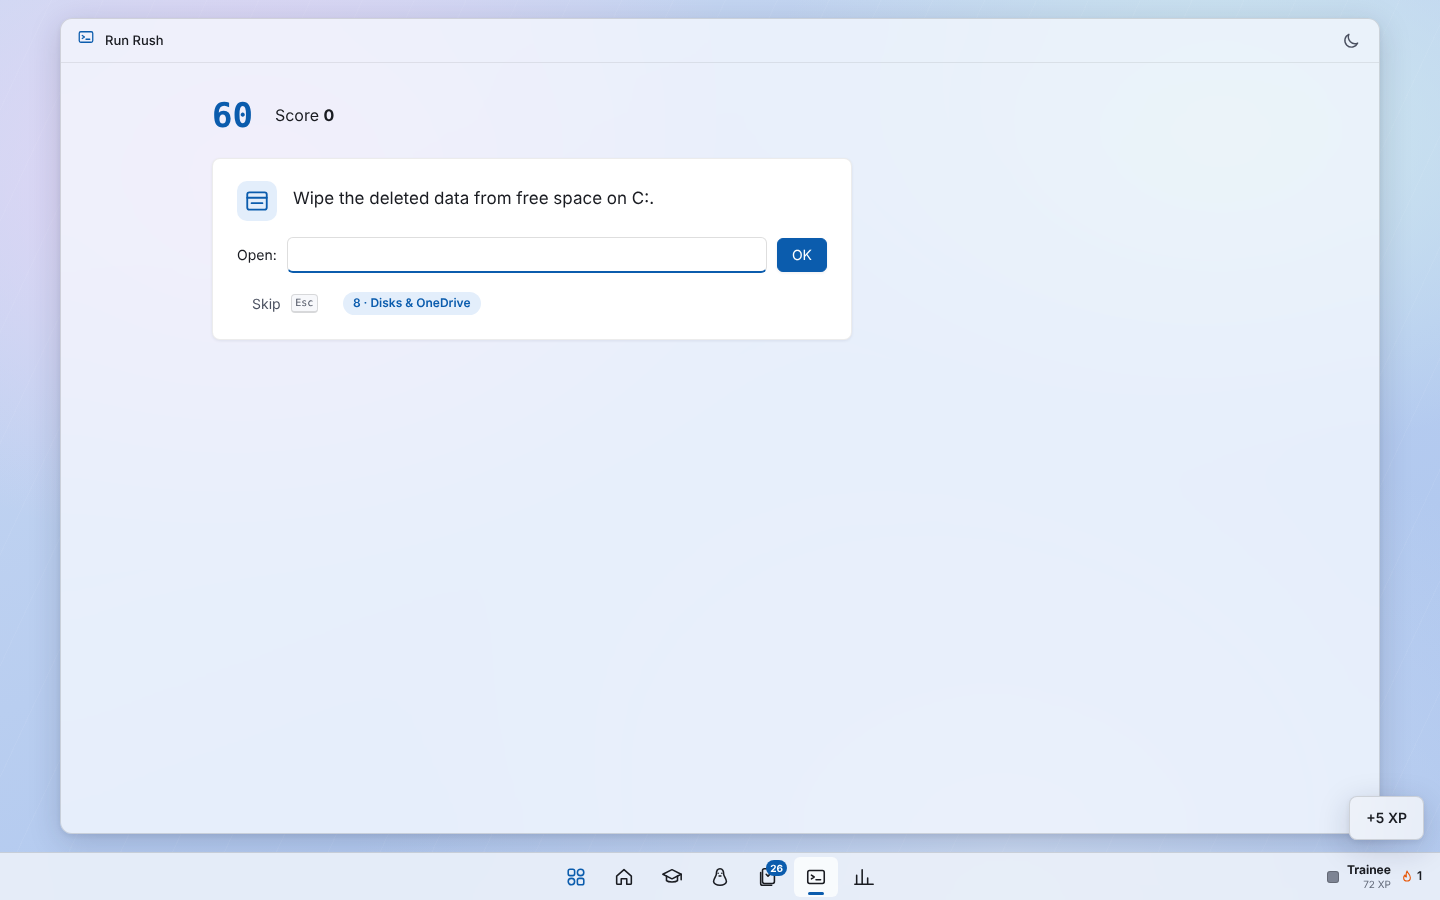 Run Rush
60 Score 0
Wipe the deleted data from free space on C:.
Open: OK
Skip Esc 8 · Disks & OneDrive
+5 XP
26
Trainee
72 XP
1